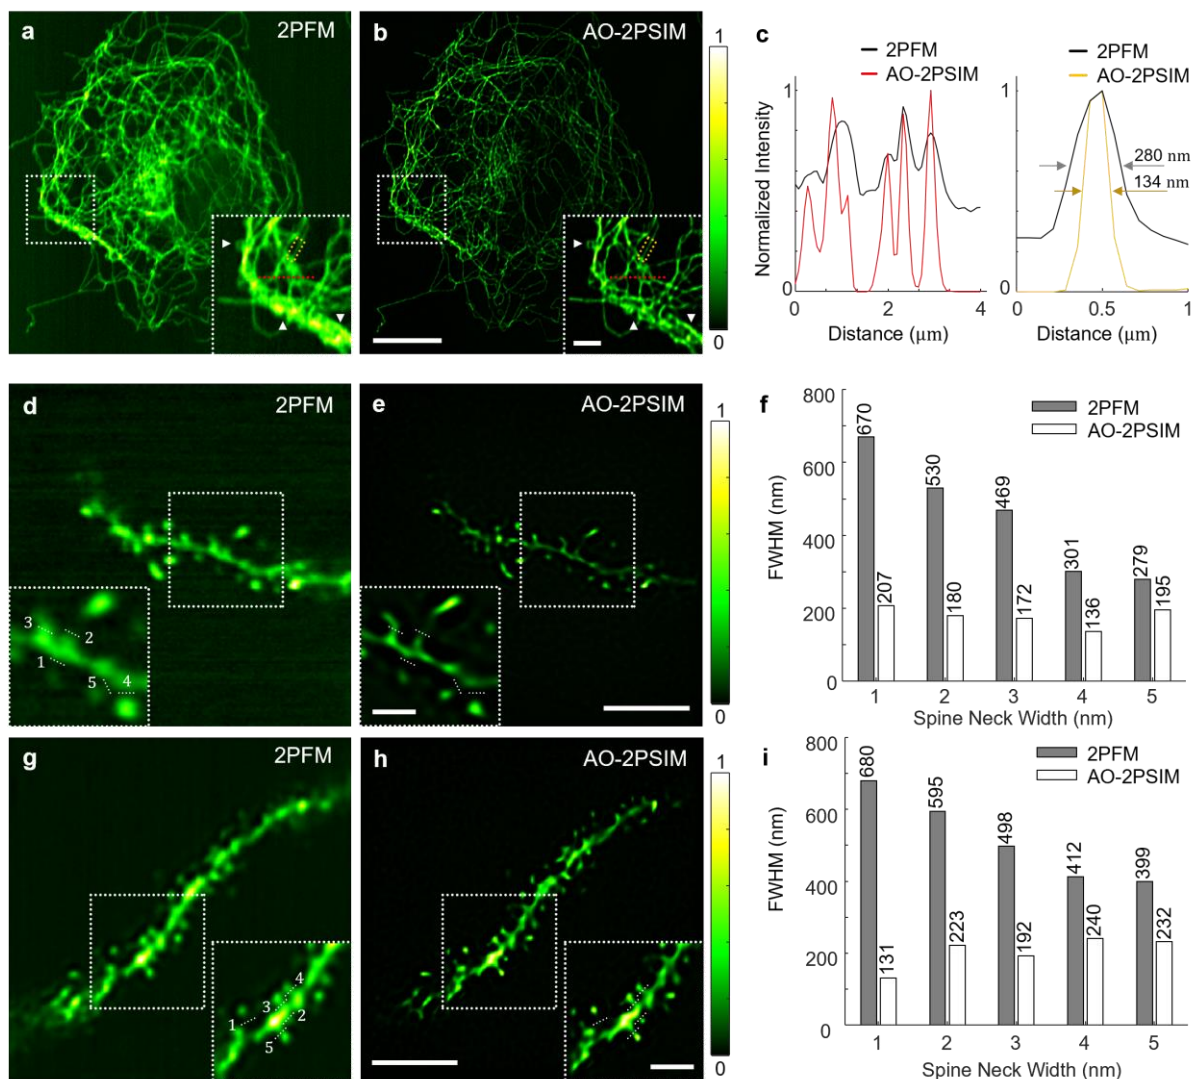 a 2PFM
b AO-2PSIM
1
0
c
2PFM
AO-2PSIM
2PFM
AO-2PSIM
Normalized Intensity
1
0
0 2 4
Distance (μm)
1
0
280 nm
134 nm
0 0.5 1
Distance (μm)
d 2PFM
3
2
1
5
4
e AO-2PSIM
1
0
f
2PFM
AO-2PSIM
FWHM (nm)
800
600
400
200
0
670 207 530 180 469 172 301 136 279 195
1 2 3 4 5
Spine Neck Width (nm)
g 2PFM
4
3
1
2
5
h AO-2PSIM
1
0
i
2PFM
AO-2PSIM
FWHM (nm)
800
600
400
200
0
680 131 595 223 498 192 412 240 399 232
1 2 3 4 5
Spine Neck Width (nm)